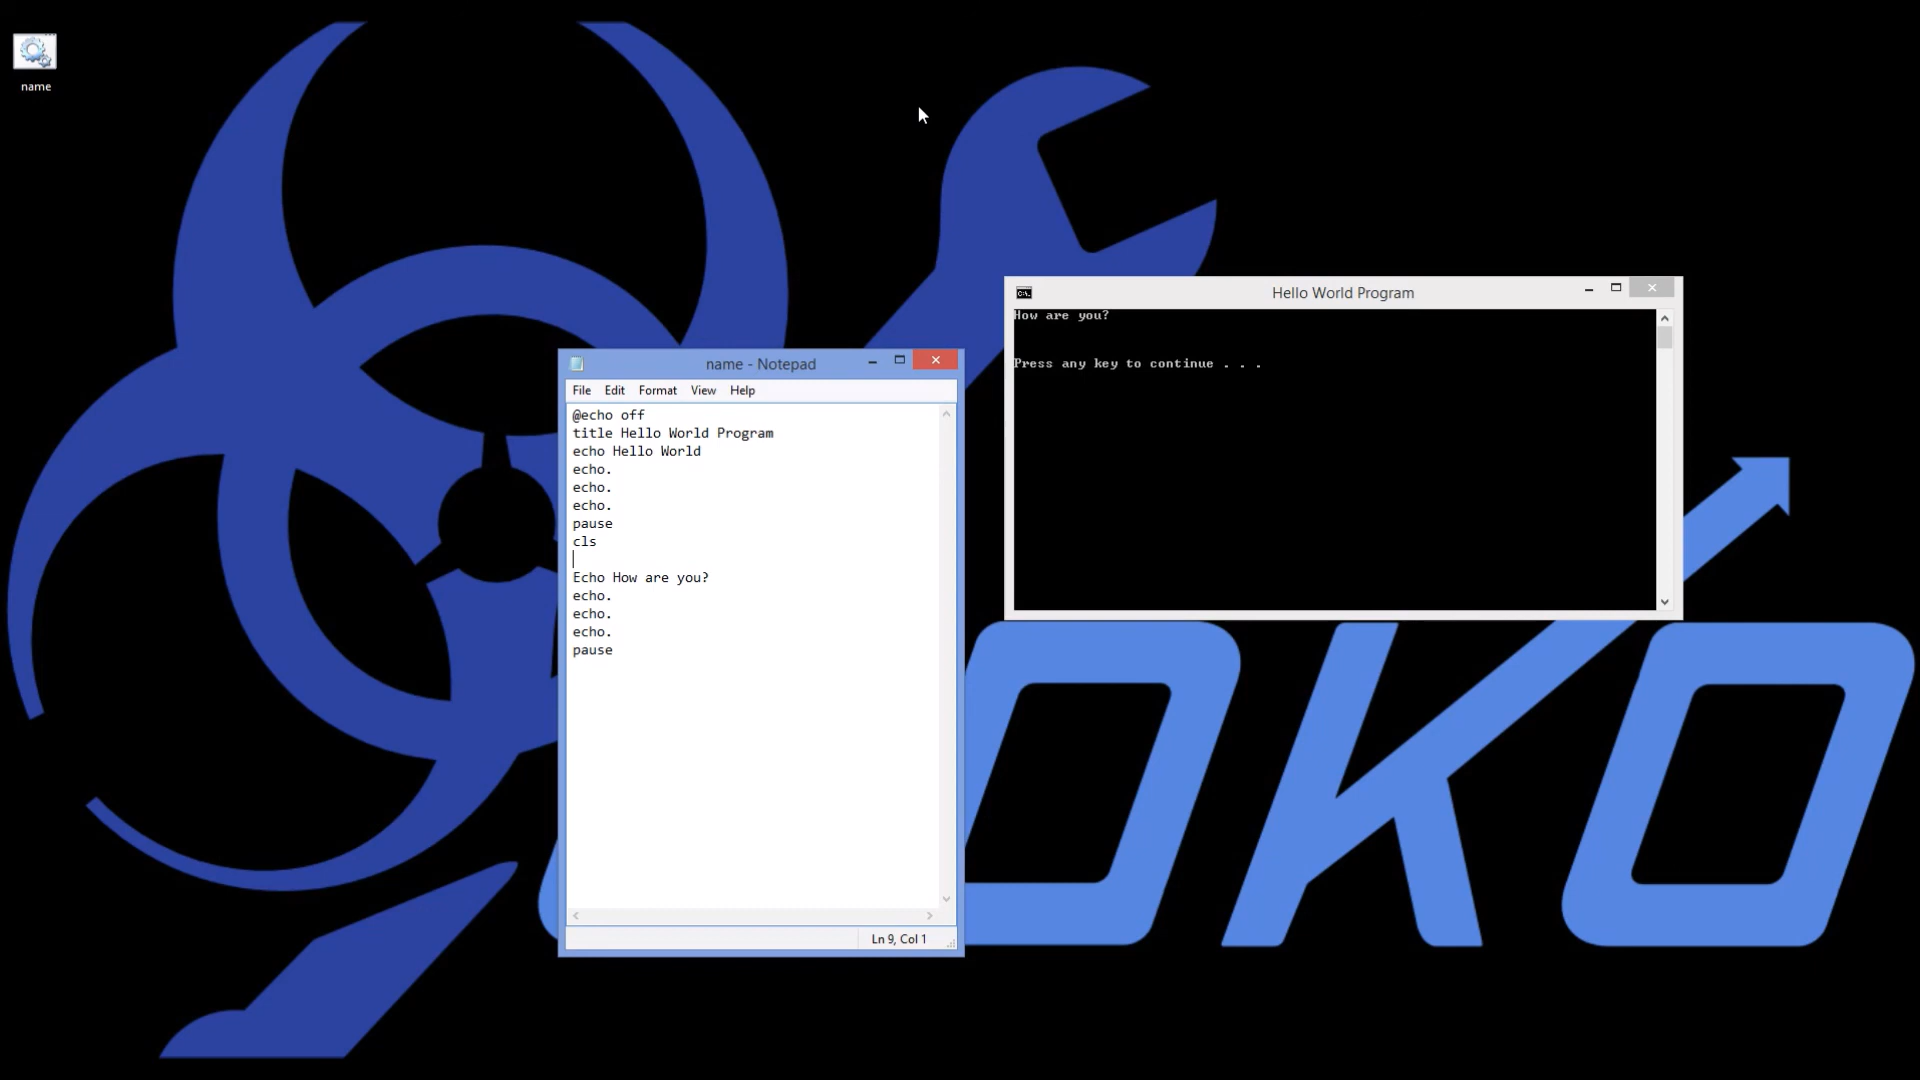 name
Hello World Program
How are you?
Press any key to continue . . .
name - Notepad
File Edit Format View Help
@echo off
title Hello World Program
echo Hello World
echo.
echo.
echo.
pause
cls
Echo How are you?
echo.
echo.
echo.
pause
Ln 9, Col 1
OKO